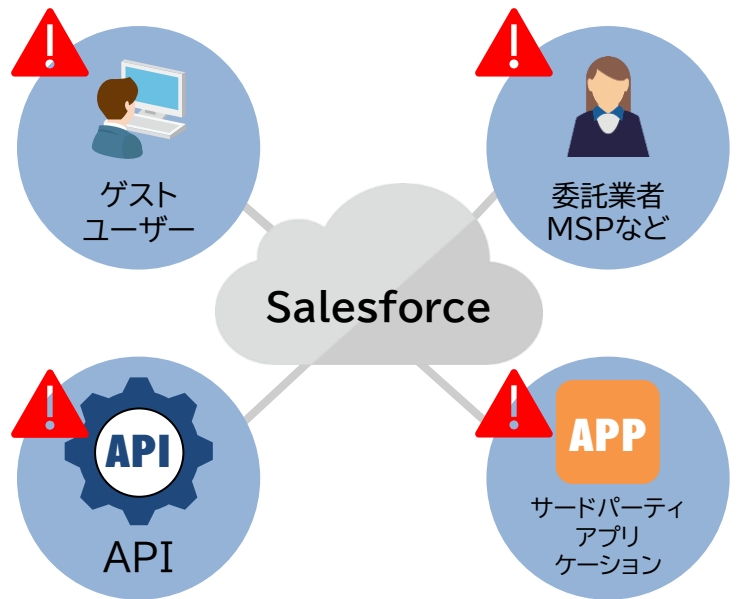 ゲスト
ユーザー
委託業者
MSPなど
Salesforce
API
API
APP
サードパーティ
アプリ
ケーション